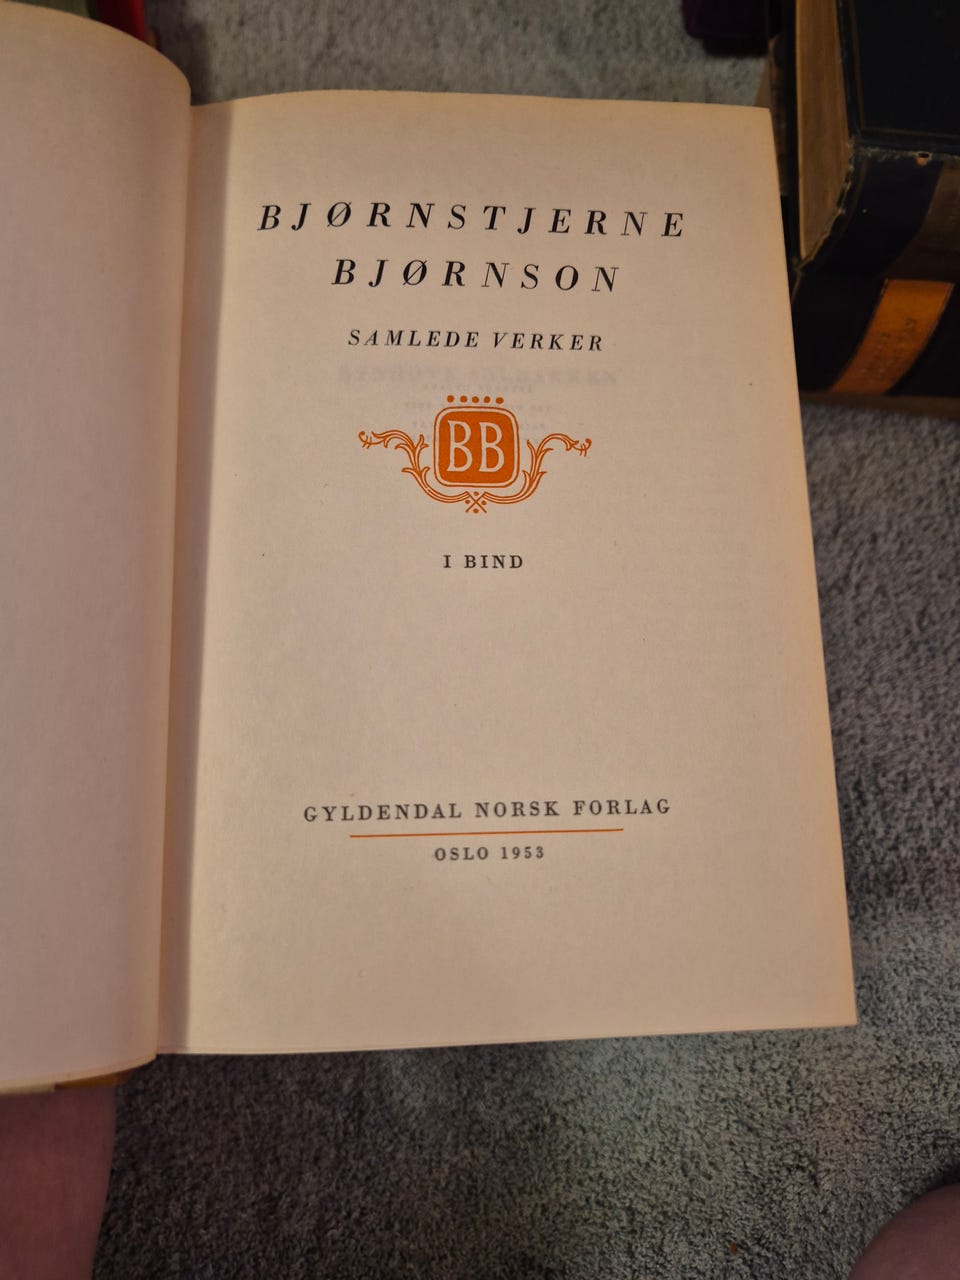 BJØRNSTJERNE
BJØRNSON
SAMLEDE VERKER
BB
I BIND
GYLDENDAL NORSK FORLAG
OSLO 1953